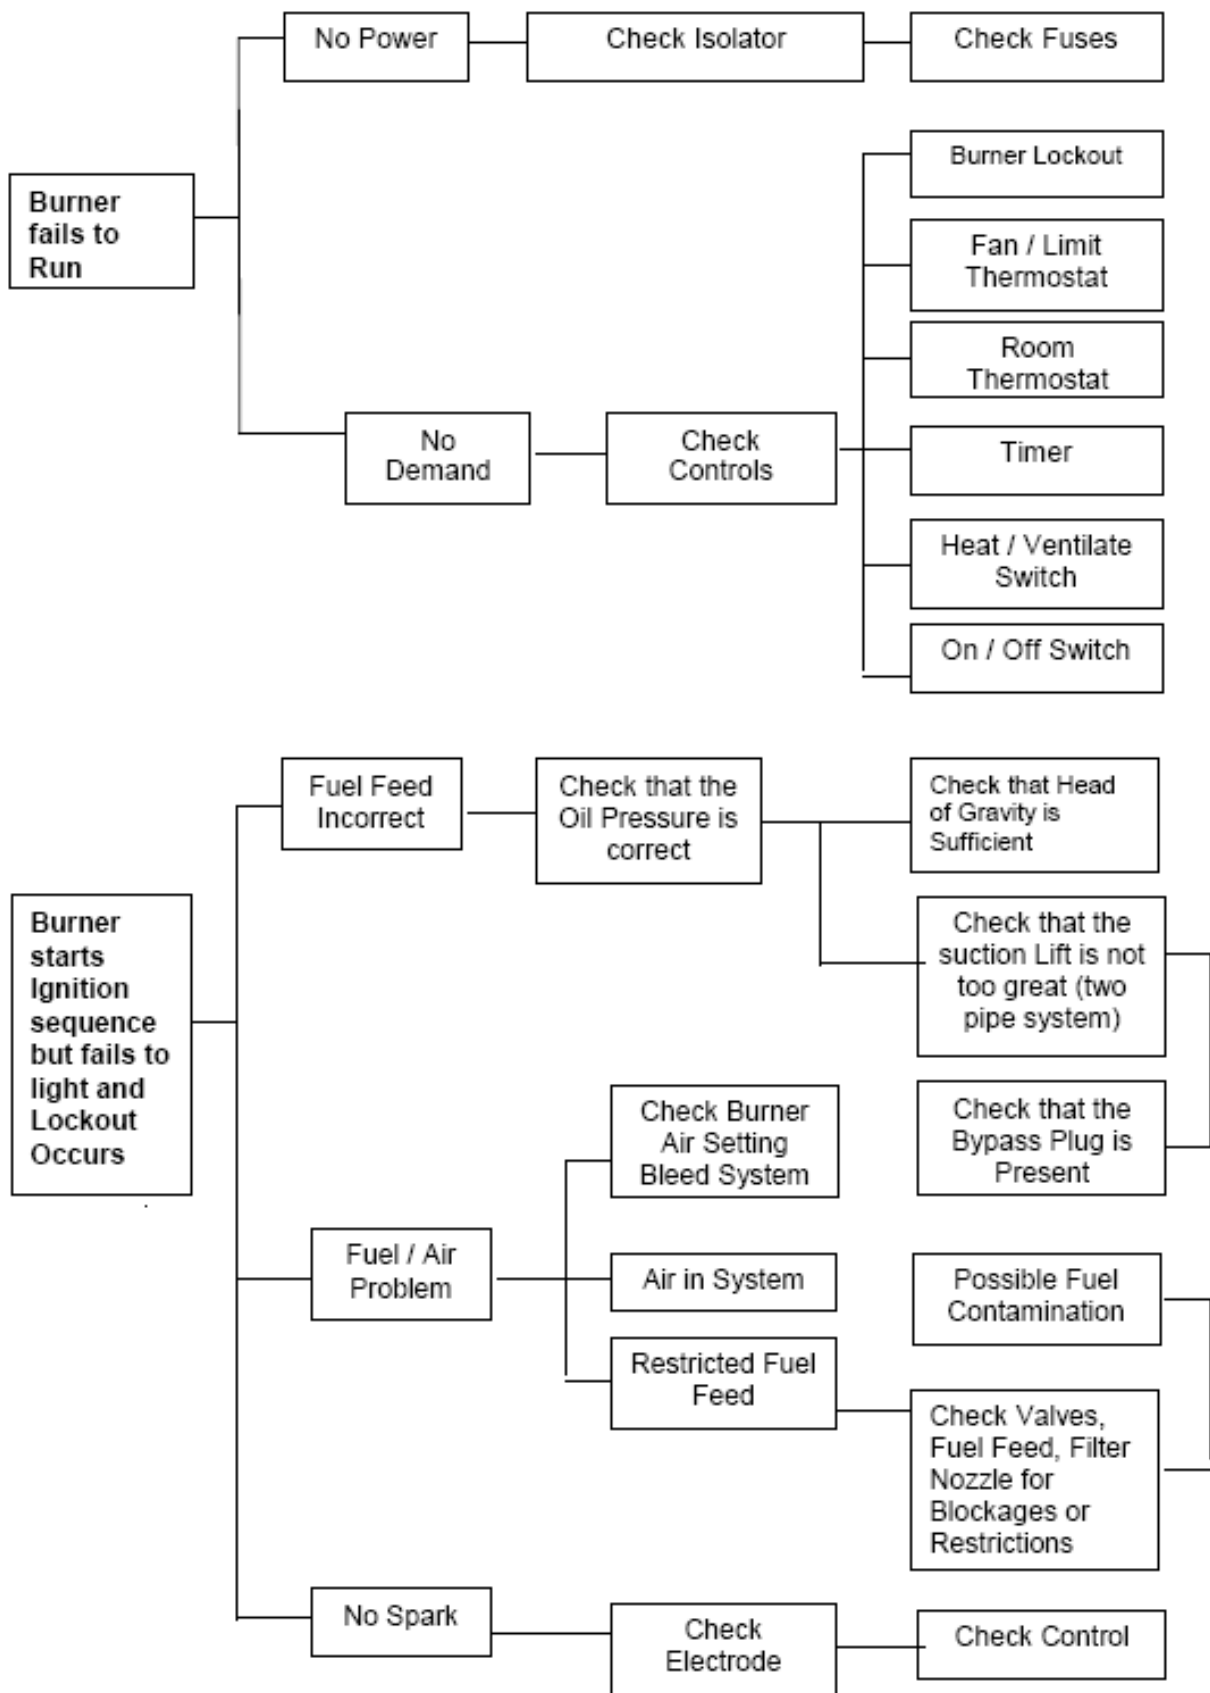 No Power
Check Isolator
Check Fuses
Burner
fails to
Run
Burner Lockout
Fan / Limit
Thermostat
Room
Thermostat
No
Demand
Check
Controls
Timer
Heat / Ventilate
Switch
On / Off Switch
Fuel Feed
Incorrect
Check that the
Oil Pressure is
correct
Check that Head
of Gravity is
Sufficient
Burner
starts
Ignition
sequence
but fails to
light and
Lockout
Occurs
Check that the
suction Lift is not
too great (two
pipe system)
Check Burner
Air Setting
Bleed System
Check that the
Bypass Plug is
Present
Fuel / Air
Problem
Air in System
Possible Fuel
Contamination
Restricted Fuel
Feed
Check Valves,
Fuel Feed, Filter
Nozzle for
Blockages or
Restrictions
No Spark
Check
Electrode
Check Control